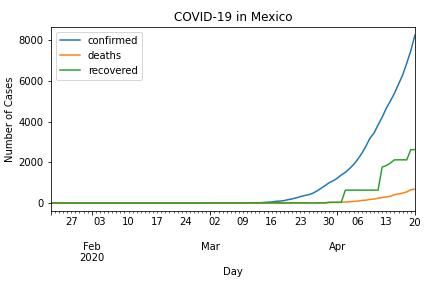 COVID-19 in Mexico
confirmed
deaths
recovered
Number of Cases
8000
6000
4000
2000
0
27 03 10 17 24 02 09 16 23 30 06 13 20
Feb Mar Apr
2020
Day